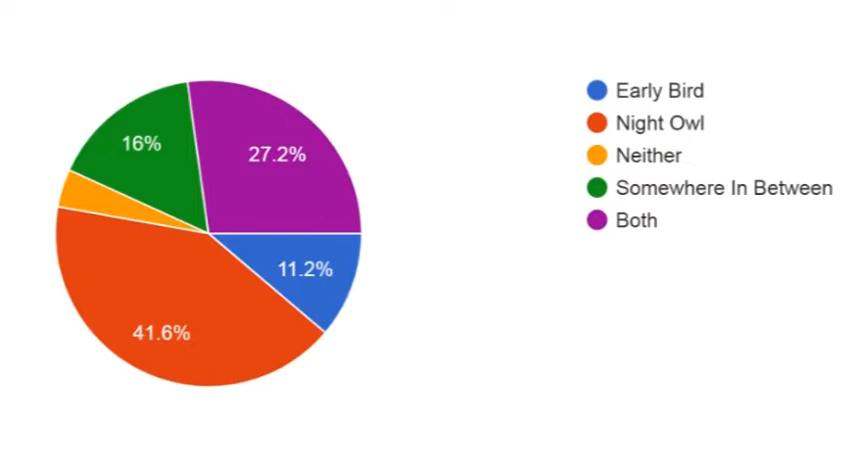 16%
27.2%
11.2%
41.6%
Early Bird
Night Owl
Neither
Somewhere In Between
Both